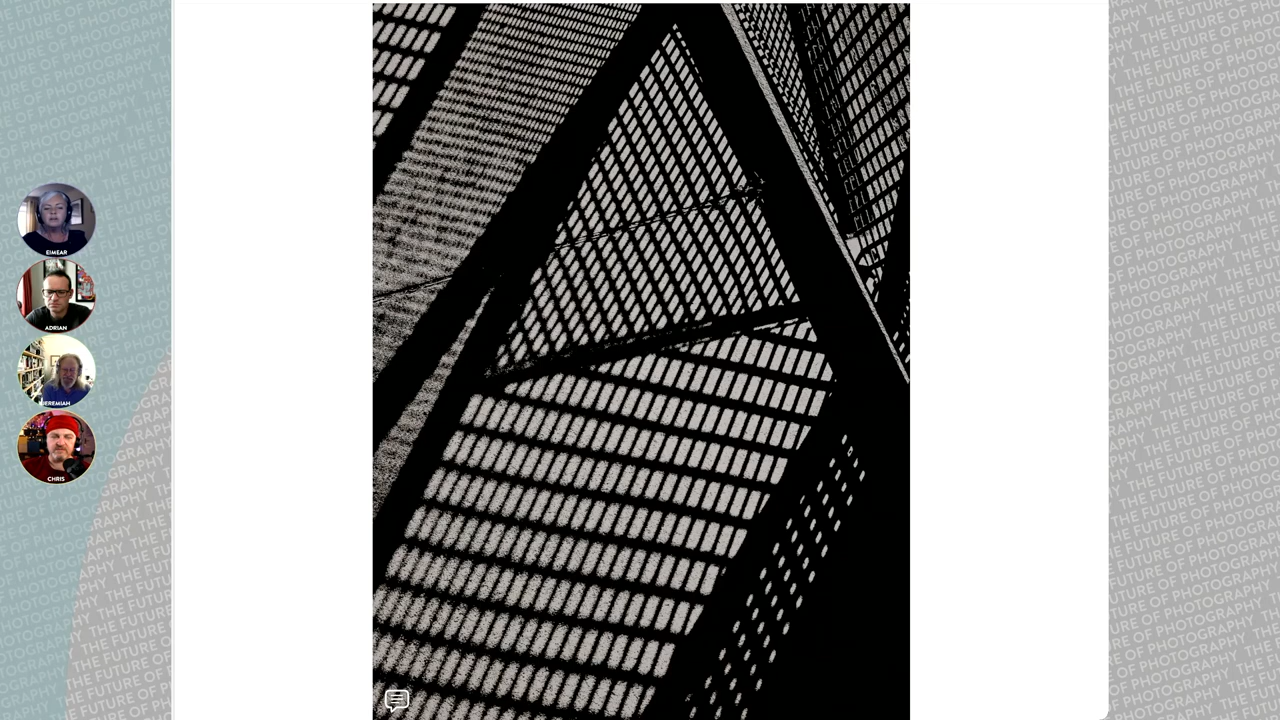 EIMEAR
ADRIAN
JEREMIAH
CHRIS
THE FUTURE OF PHOTOGRAPHY